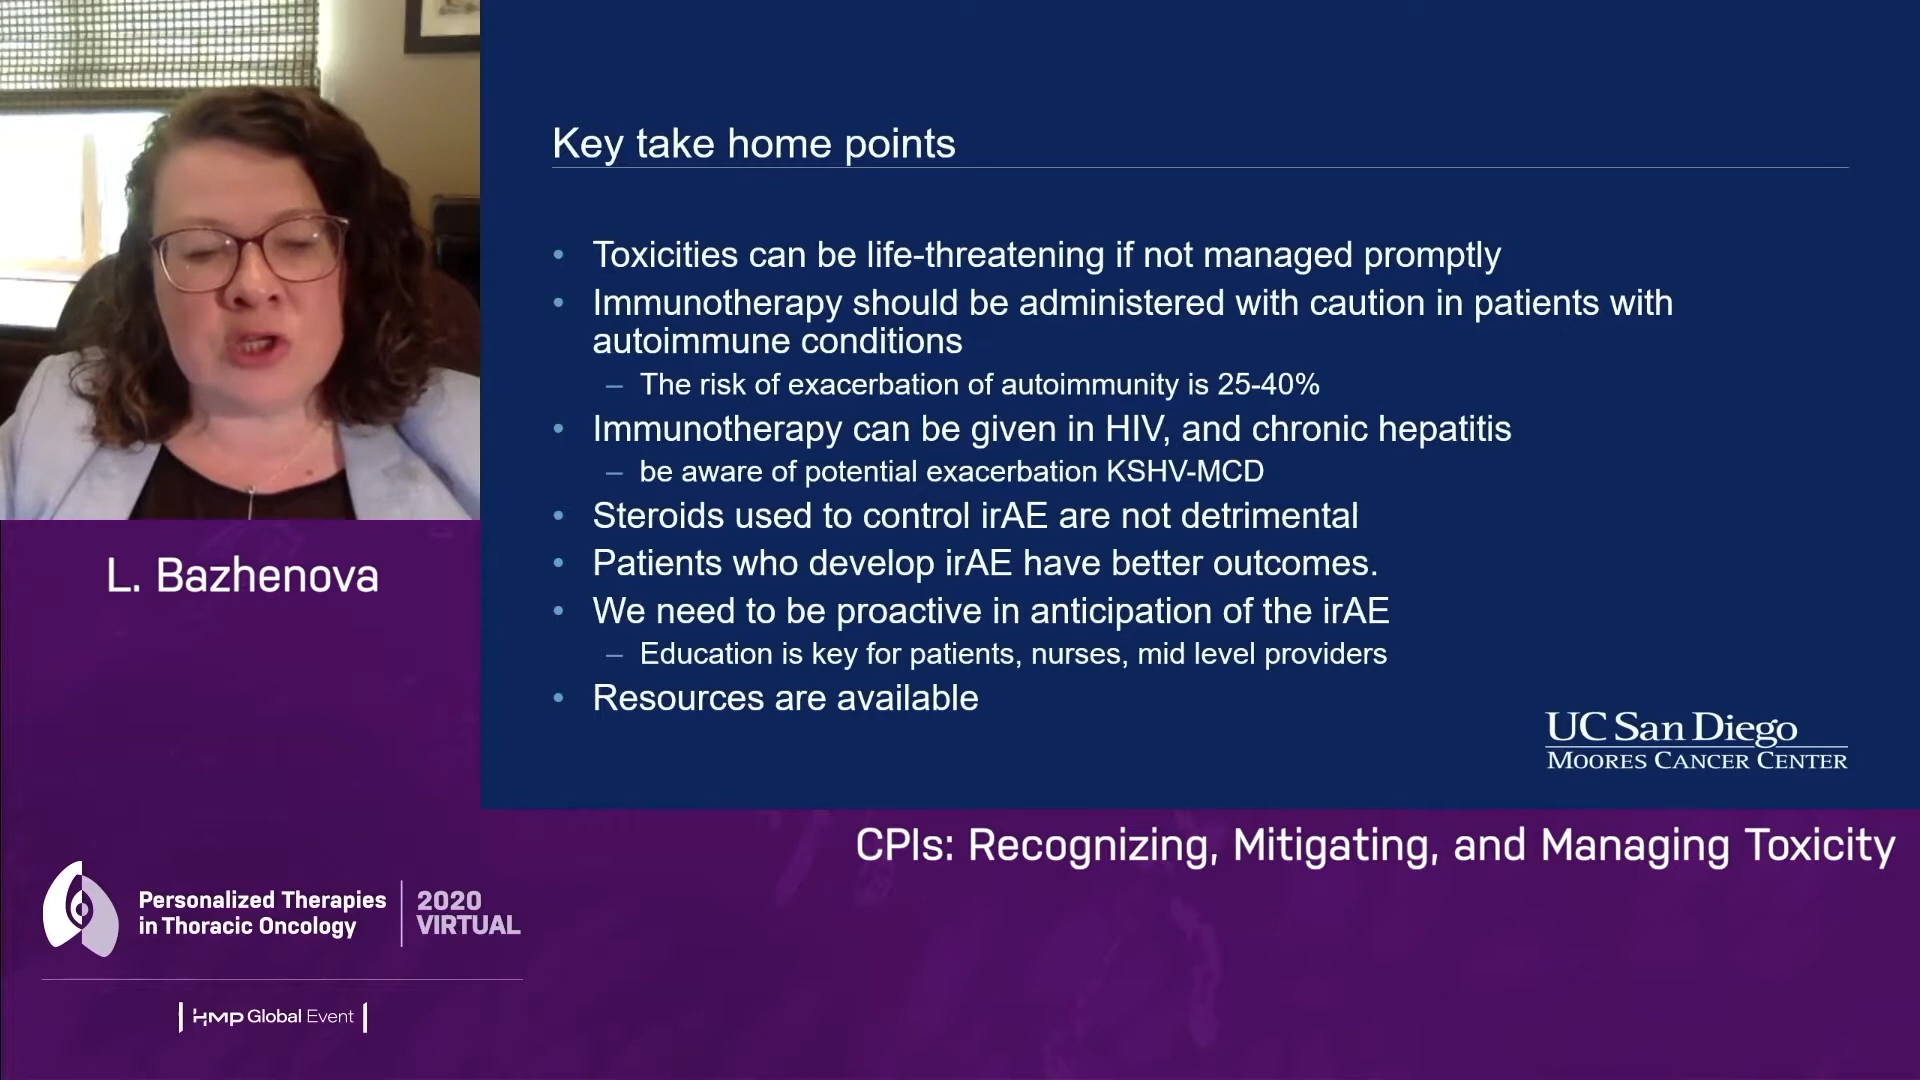 Key take home points
• Toxicities can be life-threatening if not managed promptly
• Immunotherapy should be administered with caution in patients with
autoimmune conditions
– The risk of exacerbation of autoimmunity is 25-40%
• Immunotherapy can be given in HIV, and chronic hepatitis
– be aware of potential exacerbation KSHV-MCD
• Steroids used to control irAE are not detrimental
• Patients who develop irAE have better outcomes.
• We need to be proactive in anticipation of the irAE
– Education is key for patients, nurses, mid level providers
• Resources are available
UC San Diego
MOORES CANCER CENTER
L. Bazhenova
CPIs: Recognizing, Mitigating, and Managing Toxicity
Personalized Therapies
in Thoracic Oncology
2020
VIRTUAL
HMP Global Event